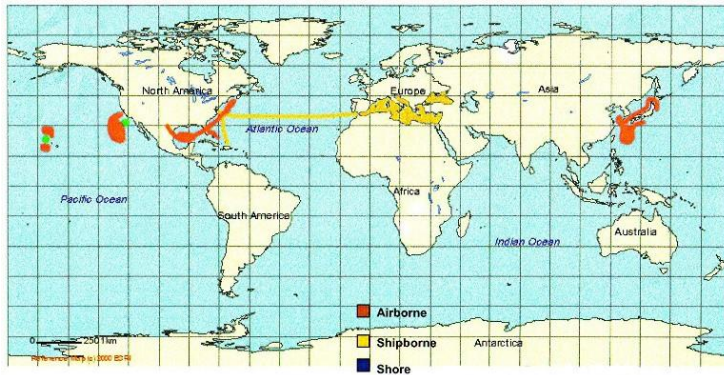 North America
Europe
Asia
Atlantic Ocean
Africa
Pacific Ocean
South America
Australia
Indian Ocean
Airborne
Shipborne
Shore
Antarctica
0 2501km